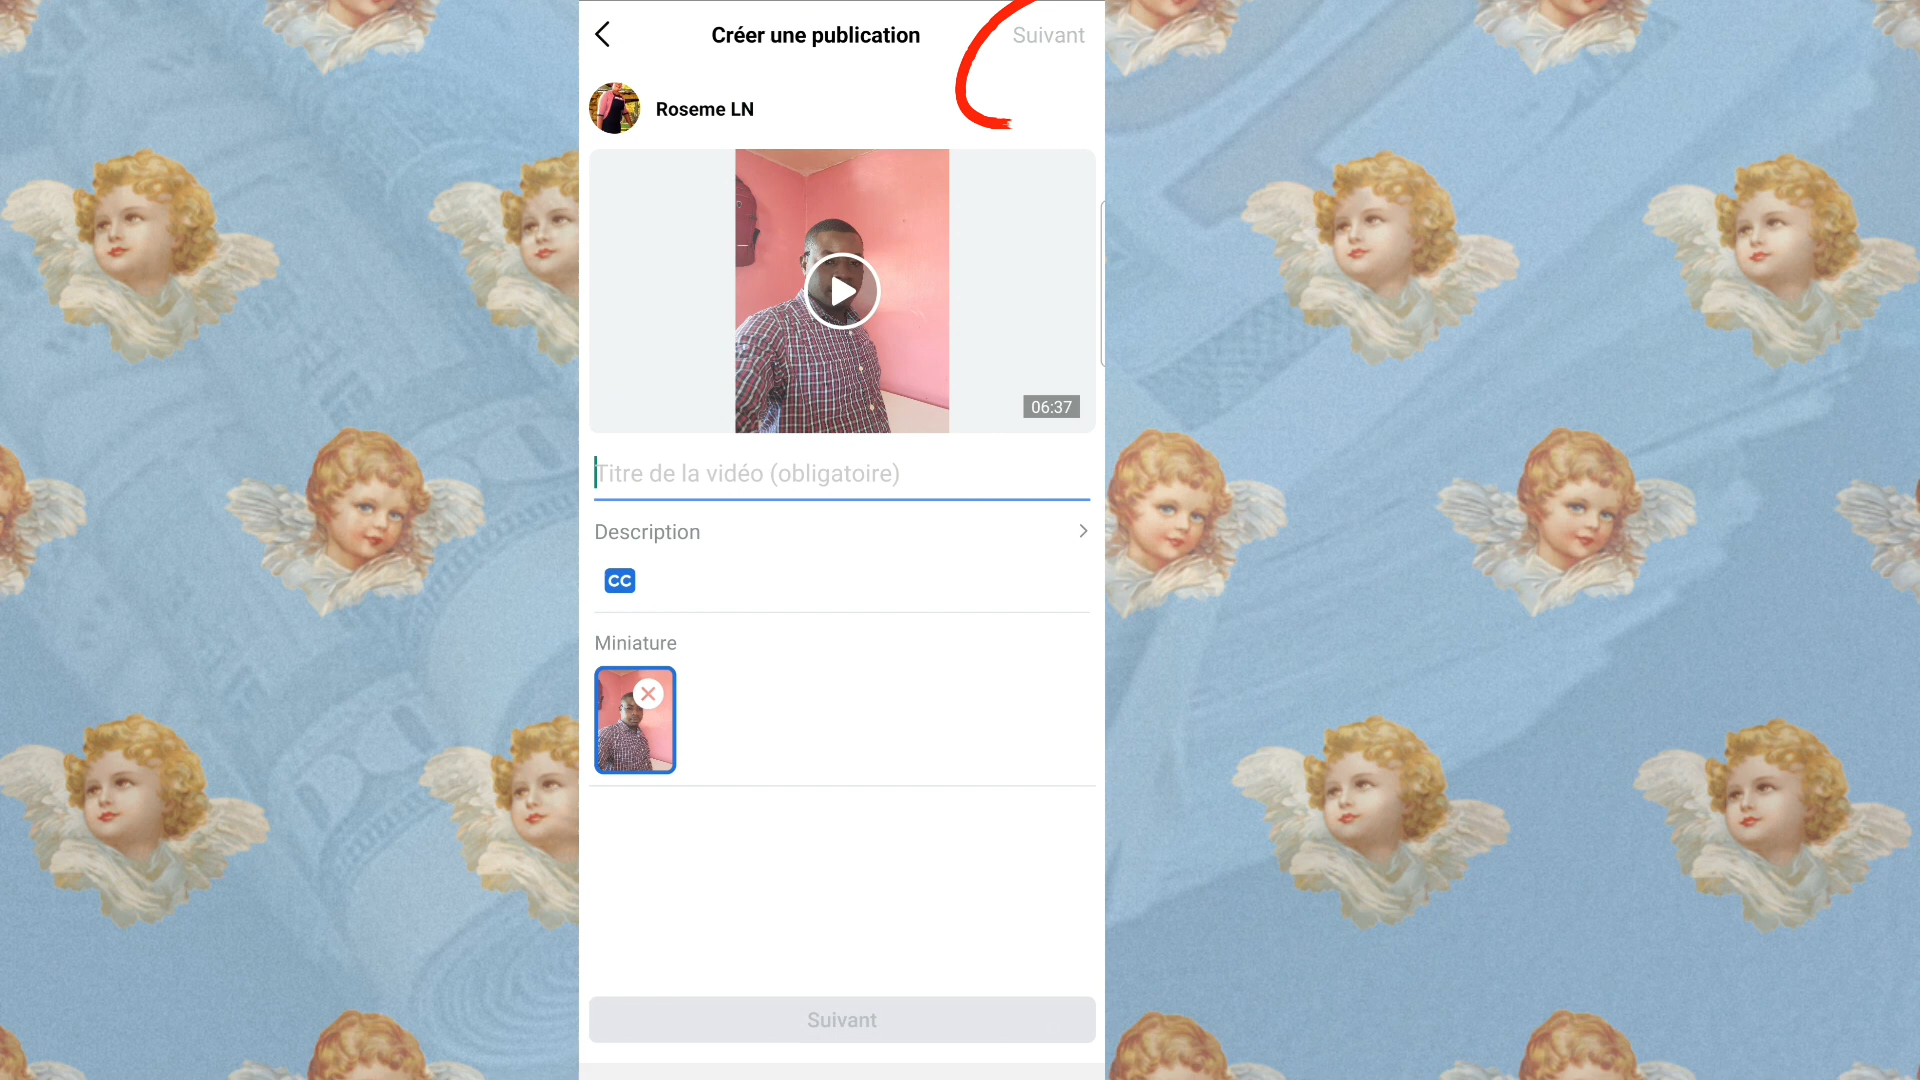 Créer une publication
Suivant
Roseme LN
06:37
Titre de la vidéo (obligatoire)
Description
CC
Miniature
Suivant